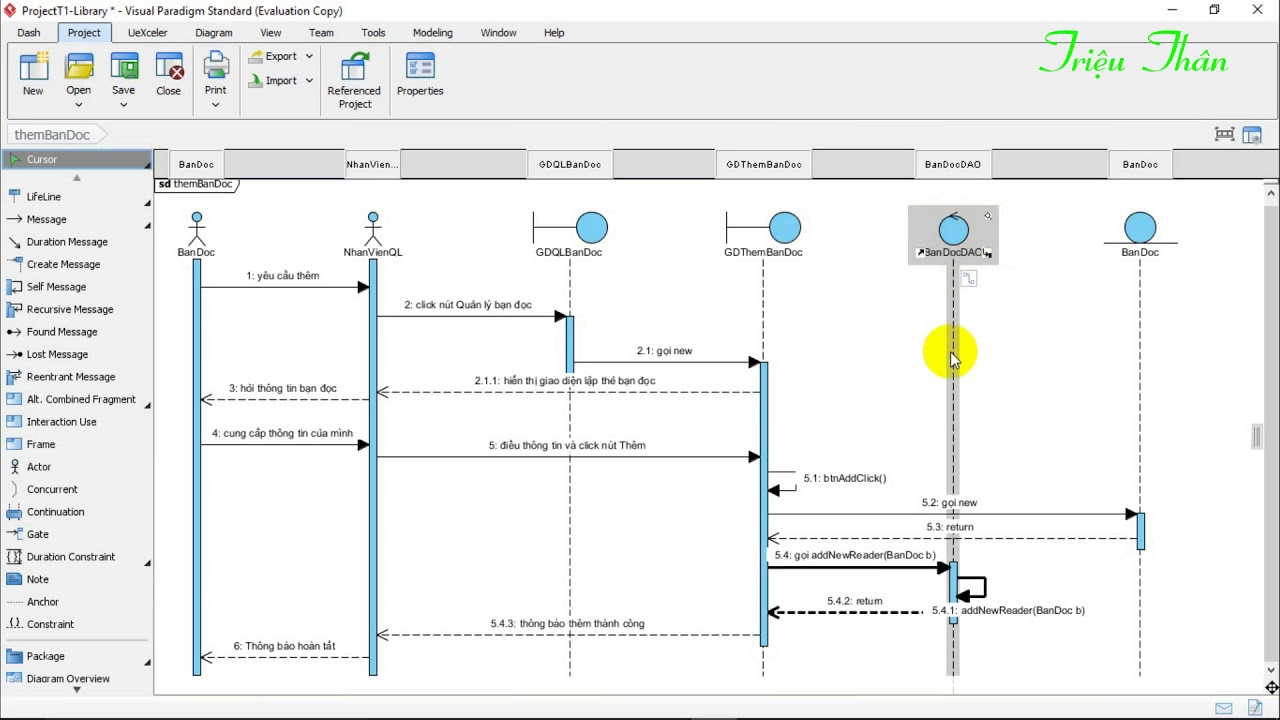 ProjectT1-Library * - Visual Paradigm Standard (Evaluation Copy)
Dash Project UeXceler Diagram View Team Tools Modeling Window Help
Triệu Thân
New Open Save Close Print Export Import Referenced Project Properties
themBanDoc
Cursor
LifeLine
Message
Duration Message
Create Message
Self Message
Recursive Message
Found Message
Lost Message
Reentrant Message
Alt. Combined Fragment
Interaction Use
Frame
Actor
Concurrent
Continuation
Gate
Duration Constraint
Note
Anchor
Constraint
Package
Diagram Overview
BanDoc NhanVien... GDQLBanDoc GDThemBanDoc BanDocDAO BanDoc
sd themBanDoc
BanDoc NhanVienQL GDQLBanDoc GDThemBanDoc BanDocDAO BanDoc
1: yêu cầu thêm
2: click nút Quản lý bạn đọc
2.1: gọi new
2.1.1: hiển thị giao diện lập thẻ bạn đọc
3: hỏi thông tin bạn đọc
4: cung cấp thông tin của mình
5: điều thông tin và click nút Thêm
5.1: btnAddClick()
5.2: gọi new
5.3: return
5.4: gọi addNewReader(BanDoc b)
5.4.2: return
5.4.1: addNewReader(BanDoc b)
5.4.3: thông báo thêm thành công
6: Thông báo hoàn tất